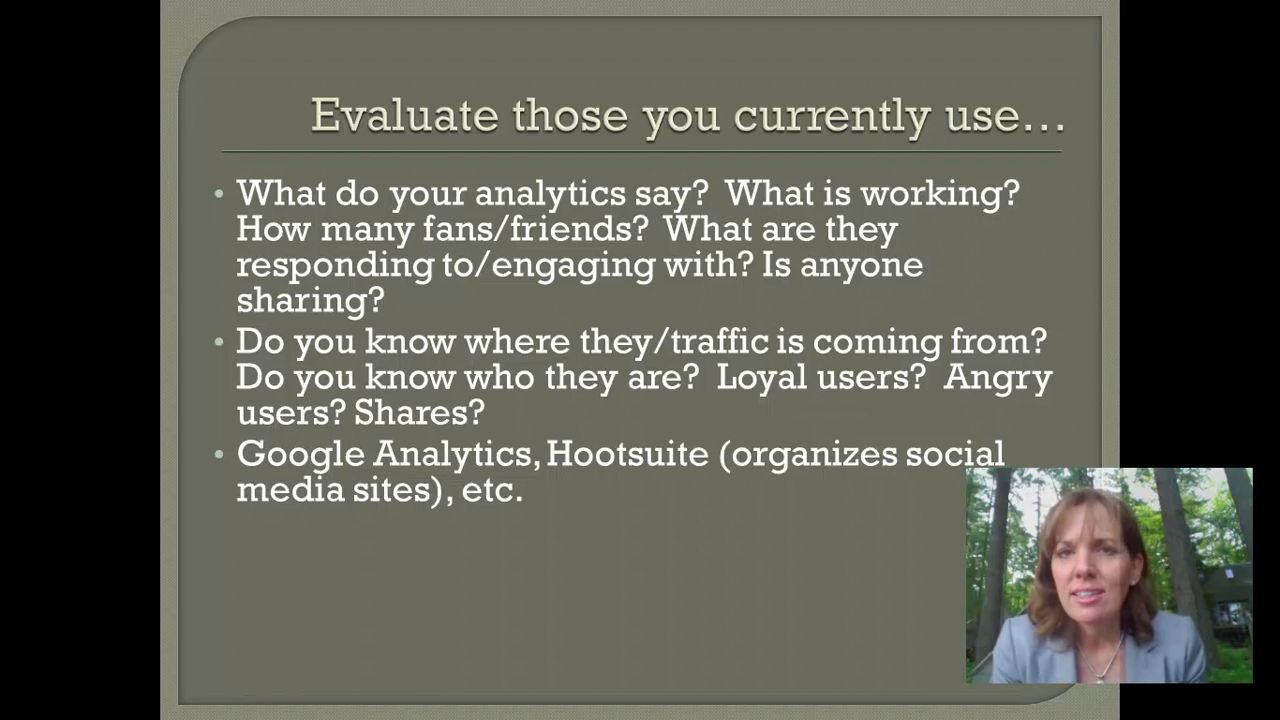 Evaluate those you currently use…
• What do your analytics say?  What is working?
How many fans/friends?  What are they
responding to/engaging with? Is anyone
sharing?
• Do you know where they/traffic is coming from?
Do you know who they are?  Loyal users?  Angry
users? Shares?
• Google Analytics, Hootsuite (organizes social
media sites), etc.